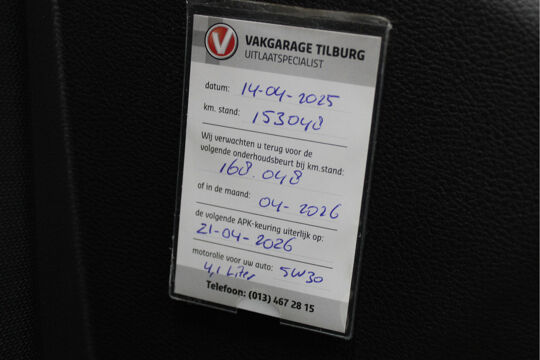 V VAKGARAGE TILBURG
UITLAATSPECIALIST
datum: 14-04-2025
km. stand: 153048
Wij verwachten u terug voor de
volgende onderhoudsbeurt bij km.stand:
168.048
of in de maand: 04-2026
de volgende APK-keuring uiterlijk op:
21-04-2026
motorolie voor uw auto: 5W30
4,1 Liter
Telefoon: (013) 467 28 15